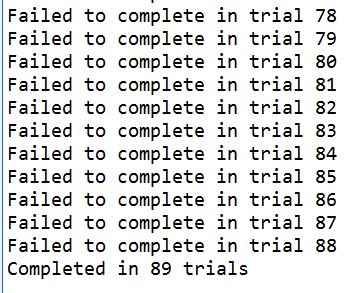 Failed to complete in trial 78
Failed to complete in trial 79
Failed to complete in trial 80
Failed to complete in trial 81
Failed to complete in trial 82
Failed to complete in trial 83
Failed to complete in trial 84
Failed to complete in trial 85
Failed to complete in trial 86
Failed to complete in trial 87
Failed to complete in trial 88
Completed in 89 trials